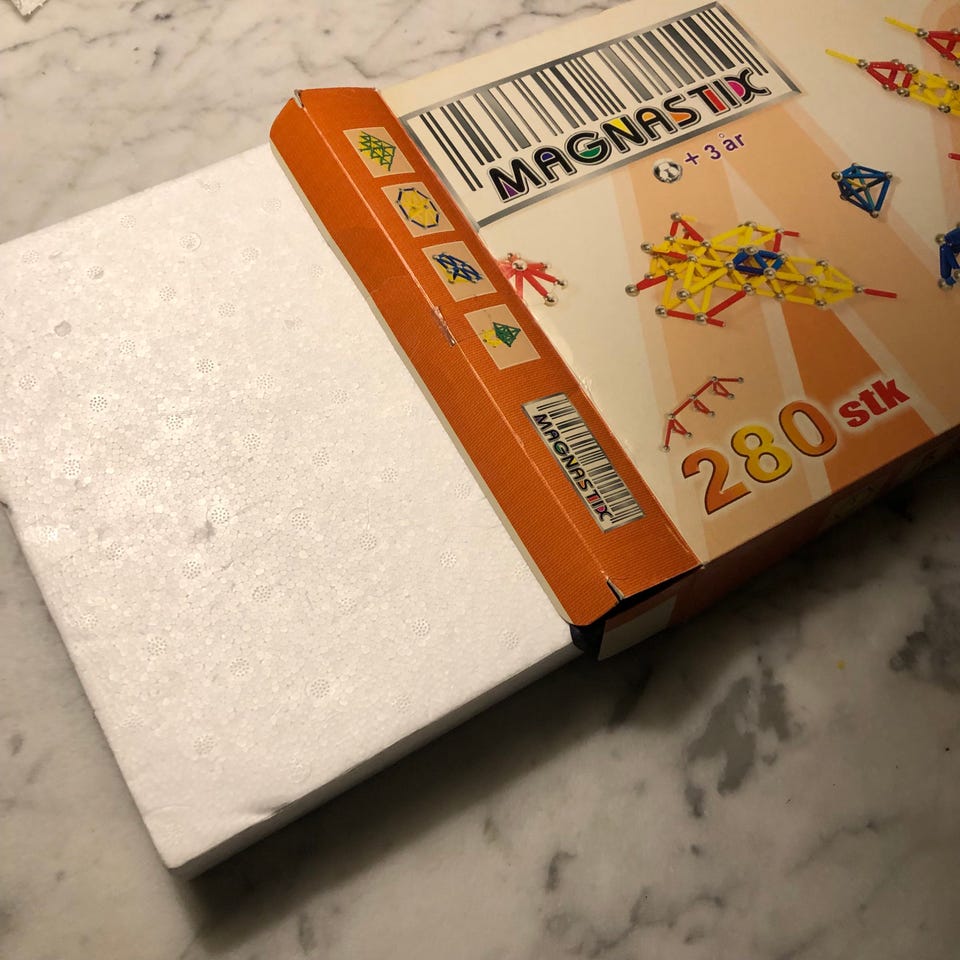 MAGNASTIX
+ 3 år
280 stk
MAGNASTIX